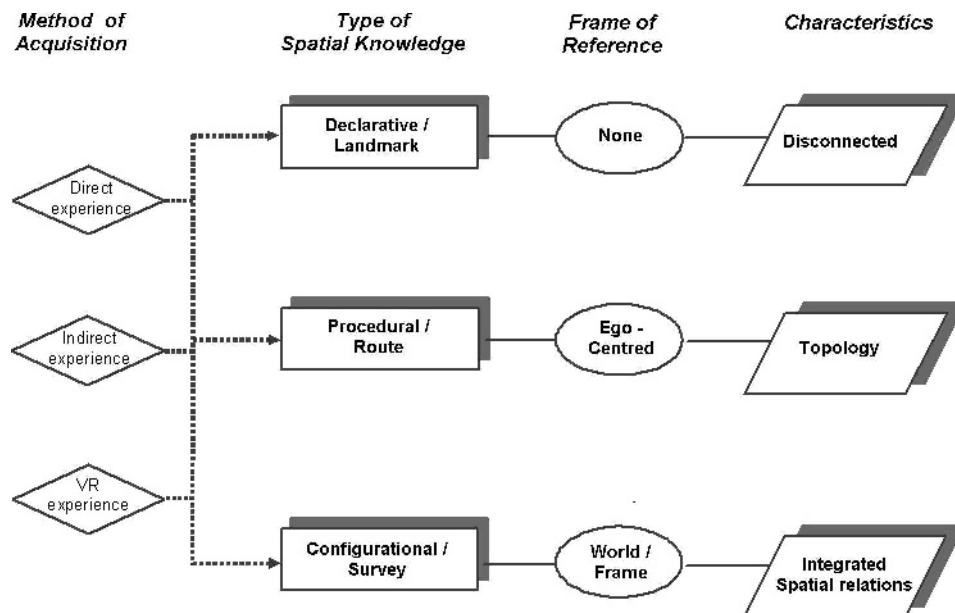 Method of
Acquisition
Type of
Spatial Knowledge
Frame of
Reference
Characteristics
Declarative /
Landmark
None
Disconnected
Direct
experience
Procedural /
Route
Ego -
Centred
Topology
Indirect
experience
VR
experience
Configurational /
Survey
World /
Frame
Integrated
Spatial relations